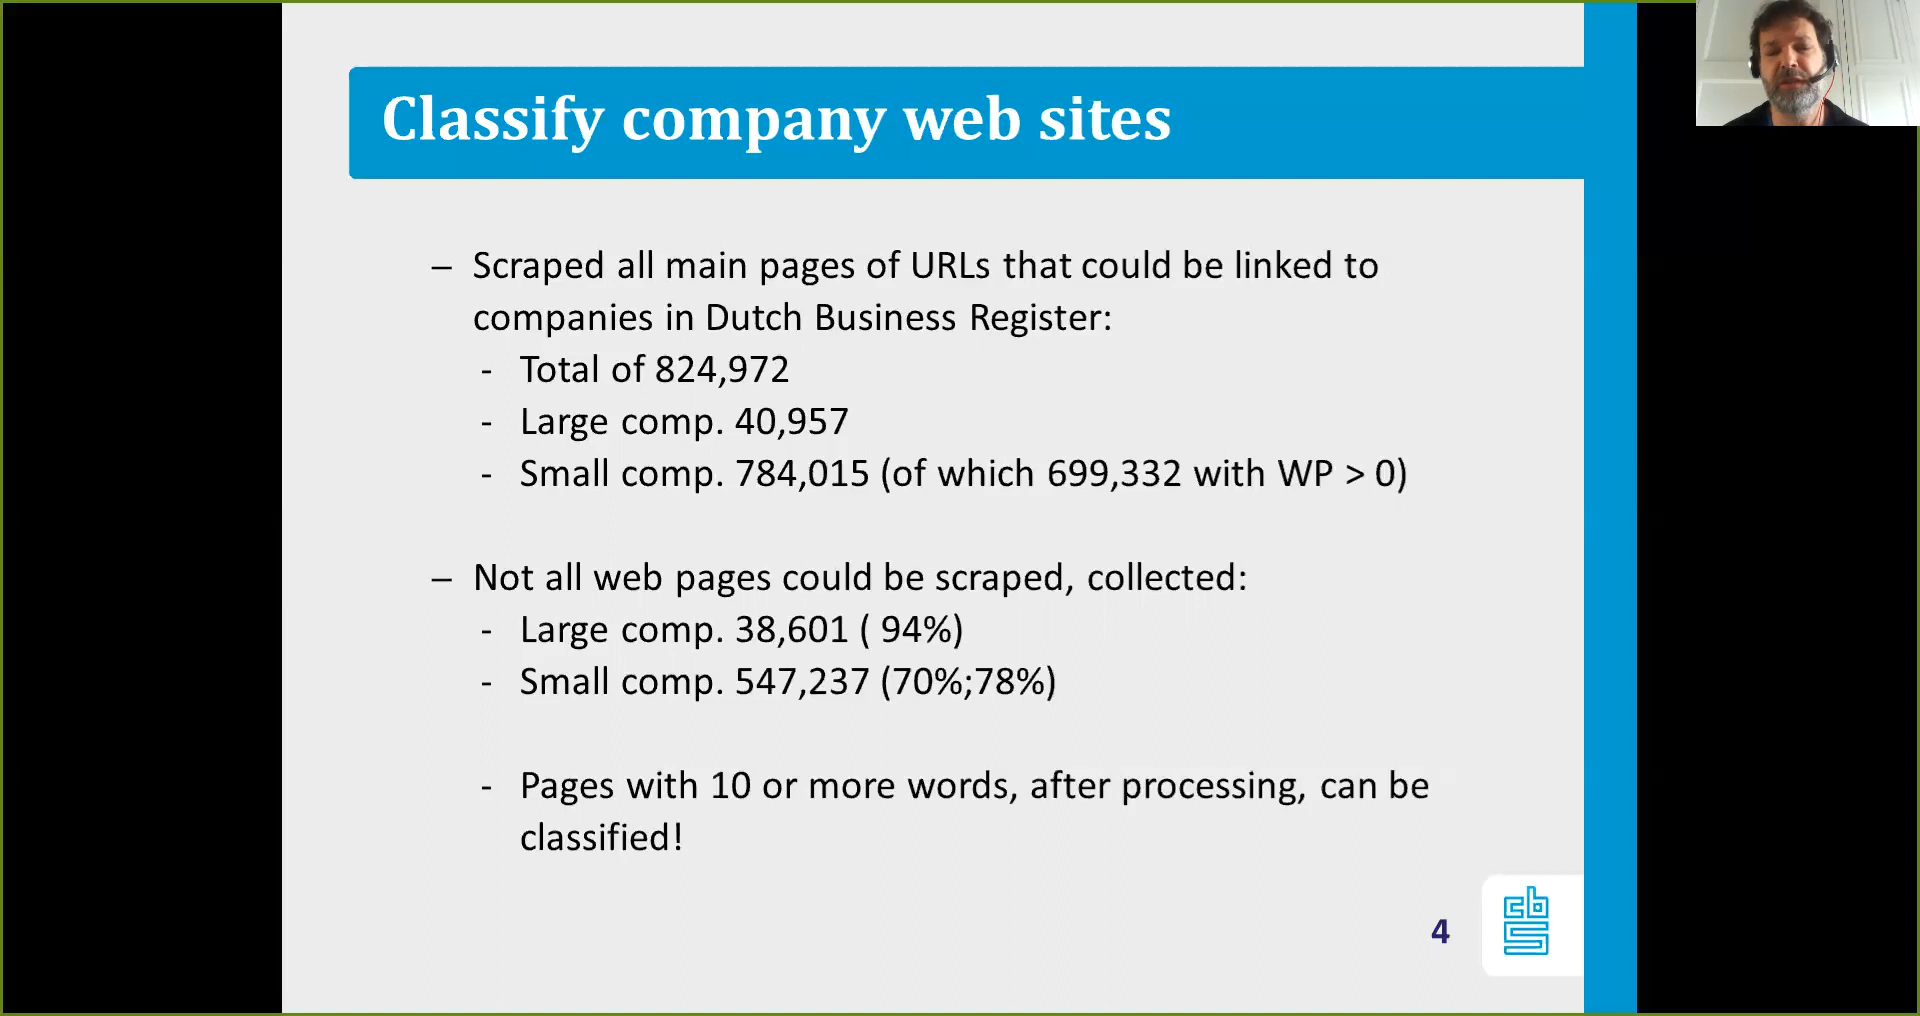 Classify company web sites
– Scraped all main pages of URLs that could be linked to
companies in Dutch Business Register:
- Total of 824,972
- Large comp. 40,957
- Small comp. 784,015 (of which 699,332 with WP > 0)
– Not all web pages could be scraped, collected:
- Large comp. 38,601 ( 94%)
- Small comp. 547,237 (70%;78%)
- Pages with 10 or more words, after processing, can be
classified!
4
cbs